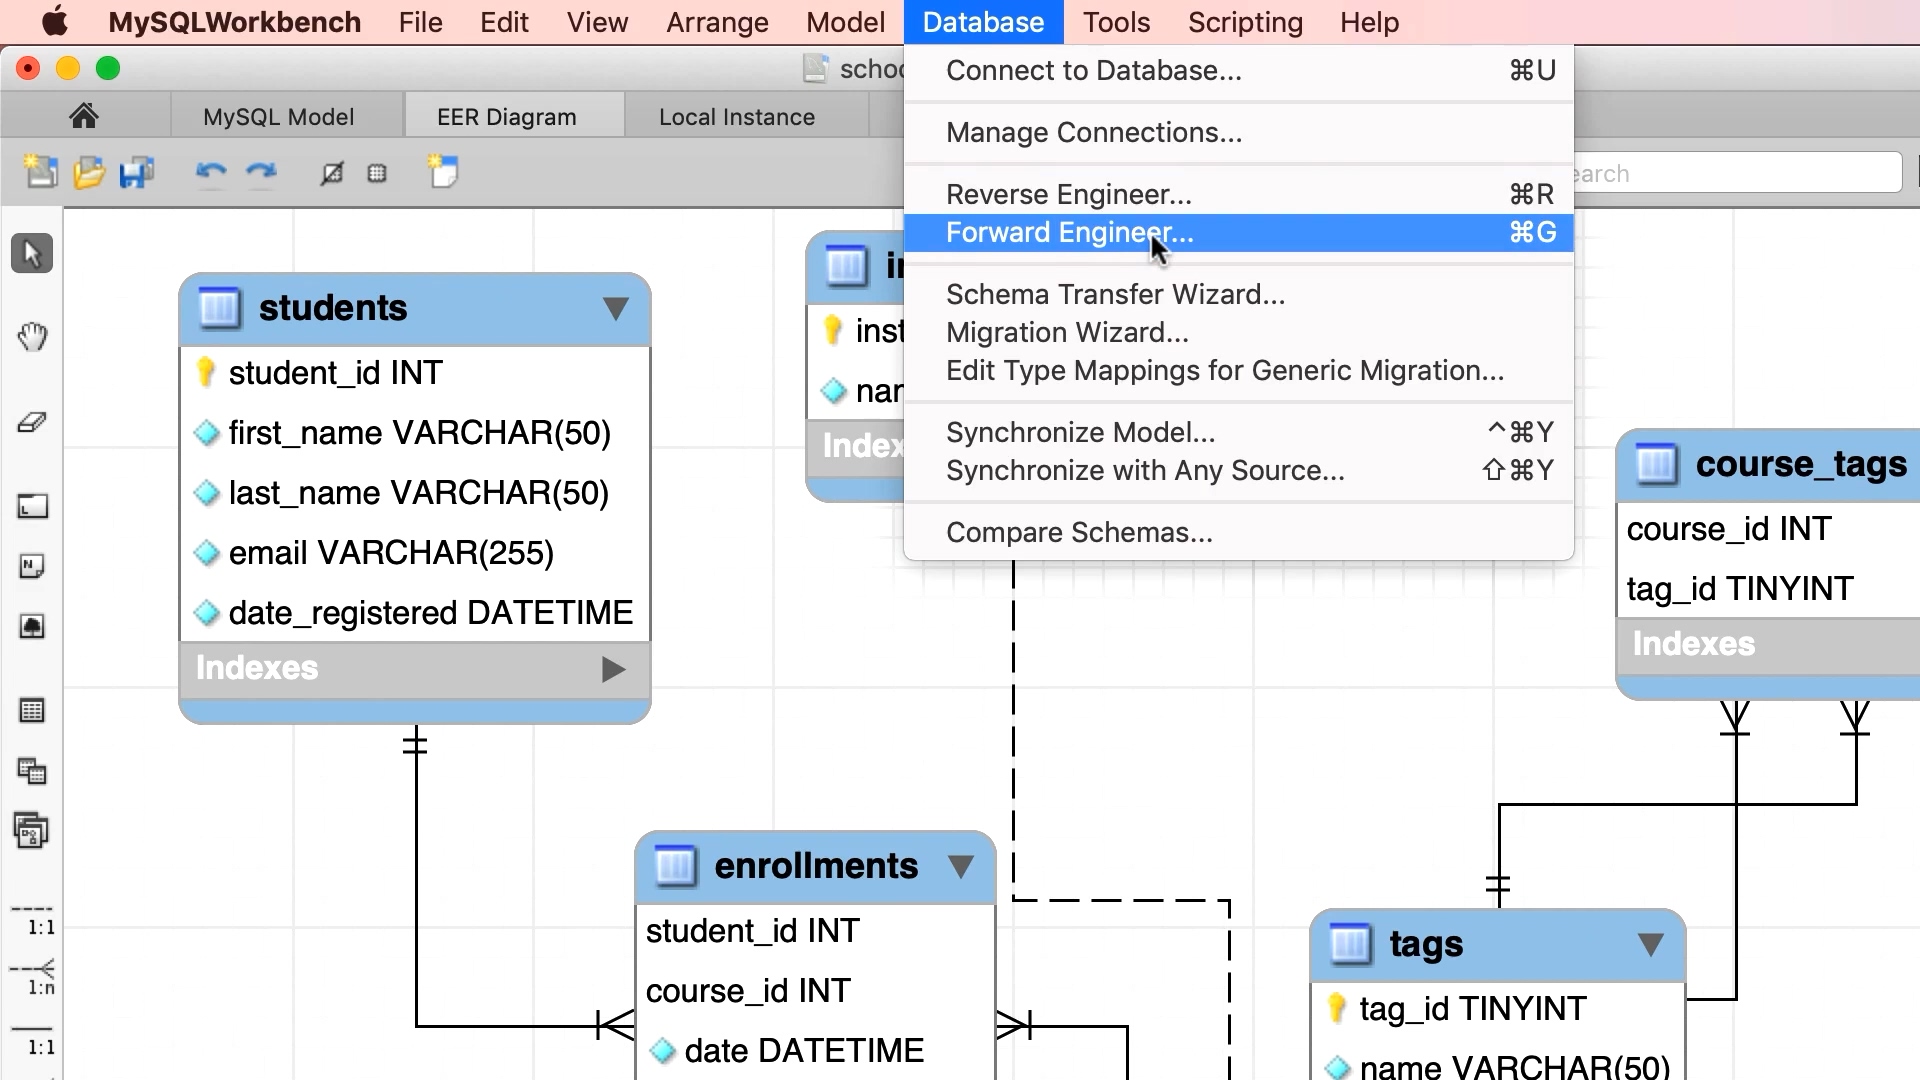 MySQLWorkbench File Edit View Arrange Model Database Tools Scripting Help
schoo
MySQL Model EER Diagram Local Instance
Connect to Database... ⌘U
Manage Connections...
Reverse Engineer... ⌘R
Forward Engineer... ⌘G
Schema Transfer Wizard...
Migration Wizard...
Edit Type Mappings for Generic Migration...
Synchronize Model... ^⌘Y
Synchronize with Any Source... ⇧⌘Y
Compare Schemas...
earch
students
student_id INT
first_name VARCHAR(50)
last_name VARCHAR(50)
email VARCHAR(255)
date_registered DATETIME
Indexes
inst
Index
course_tags
course_id INT
tag_id TINYINT
Indexes
enrollments
student_id INT
course_id INT
date DATETIME
tags
tag_id TINYINT
name VARCHAR(50)
1:1
1:n
1:1